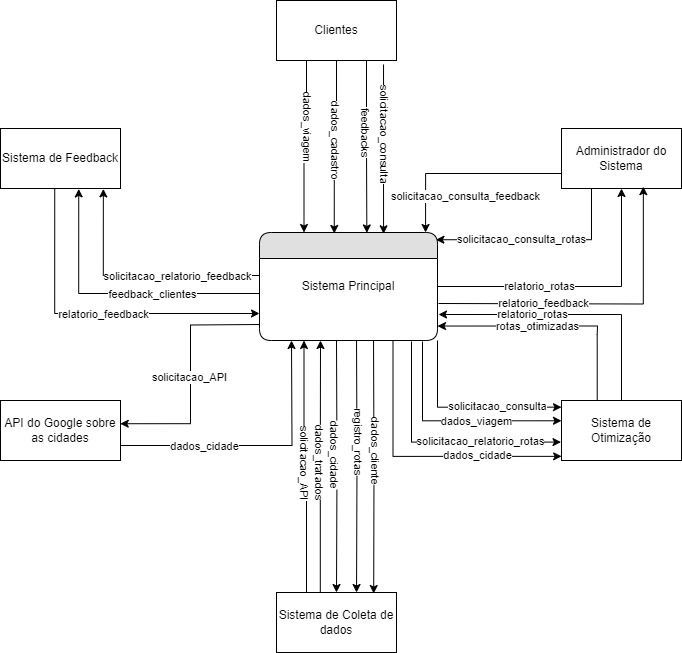 Clientes
dados_viagem
dados_cadastro
feedbacks
solicitacao_consulta
Sistema de Feedback
Administrador do
Sistema
solicitacao_consulta_feedback
solicitacao_consulta_rotas
solicitacao_relatorio_feedback
feedback_clientes
relatorio_feedback
Sistema Principal
relatorio_rotas
relatorio_feedback
relatorio_rotas
rotas_otimizadas
solicitacao_API
API do Google sobre
as cidades
dados_cidade
solicitacao_consulta
dados_viagem
solicitacao_relatorio_rotas
dados_cidade
Sistema de
Otimização
solicitacao_API
dados_tratados
dados_cidade
registro_rotas
dados_cliente
Sistema de Coleta de
dados